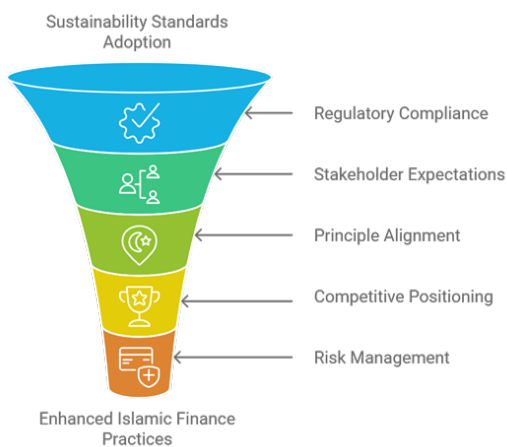 Sustainability Standards
Adoption
Regulatory Compliance
Stakeholder Expectations
Principle Alignment
Competitive Positioning
Risk Management
Enhanced Islamic Finance
Practices